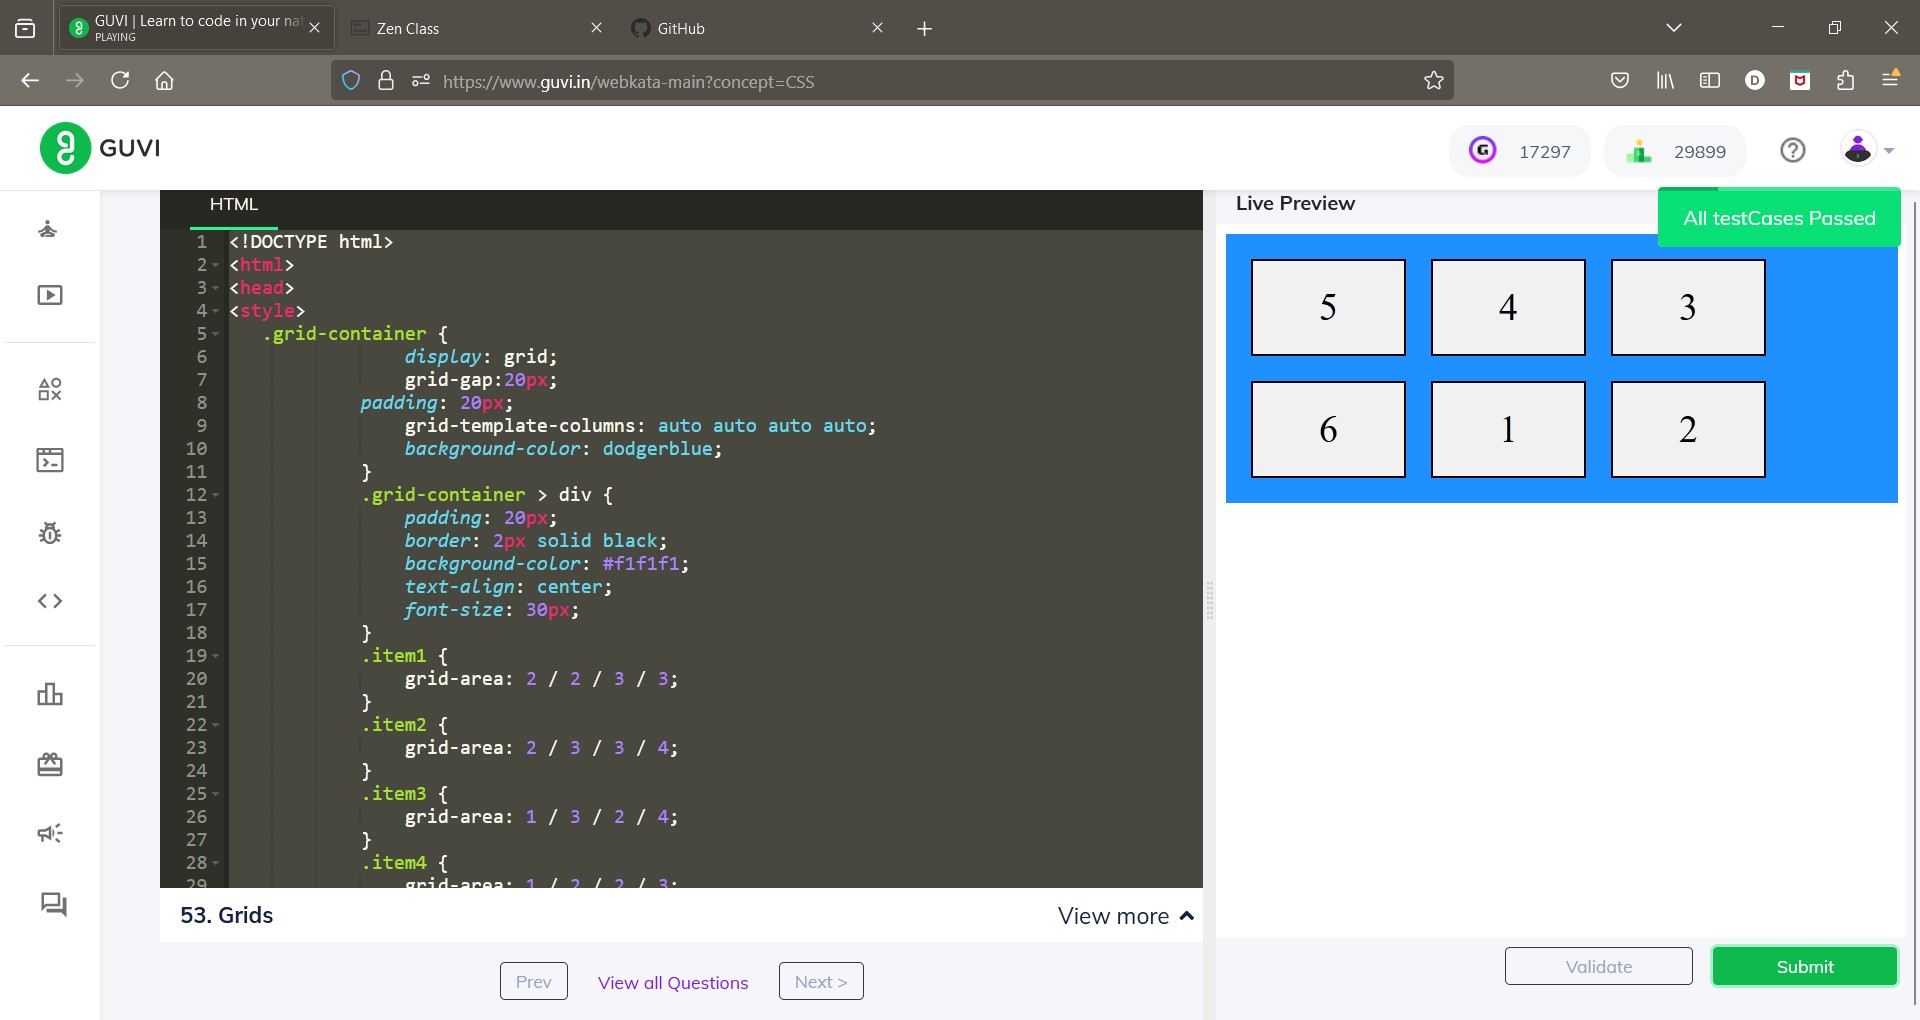 GUVI | Learn to code in your nat
PLAYING
Zen Class
GitHub
https://www.guvi.in/webkata-main?concept=CSS
D
GUVI
G
17297
29899
HTML
Live Preview
All testCases Passed
1 <!DOCTYPE html>
2 <html>
3 <head>
4 <style>
5 .grid-container {
6 display: grid;
7 grid-gap:20px;
8 padding: 20px;
9 grid-template-columns: auto auto auto auto;
10 background-color: dodgerblue;
11 }
12 .grid-container > div {
13 padding: 20px;
14 border: 2px solid black;
15 background-color: #f1f1f1;
16 text-align: center;
17 font-size: 30px;
18 }
19 .item1 {
20 grid-area: 2 / 2 / 3 / 3;
21 }
22 .item2 {
23 grid-area: 2 / 3 / 3 / 4;
24 }
25 .item3 {
26 grid-area: 1 / 3 / 2 / 4;
27 }
28 .item4 {
29 grid-area: 1 / 2 / 2 / 3;
5 4 3
6 1 2
53. Grids
View more
Prev
View all Questions
Next >
Validate
Submit